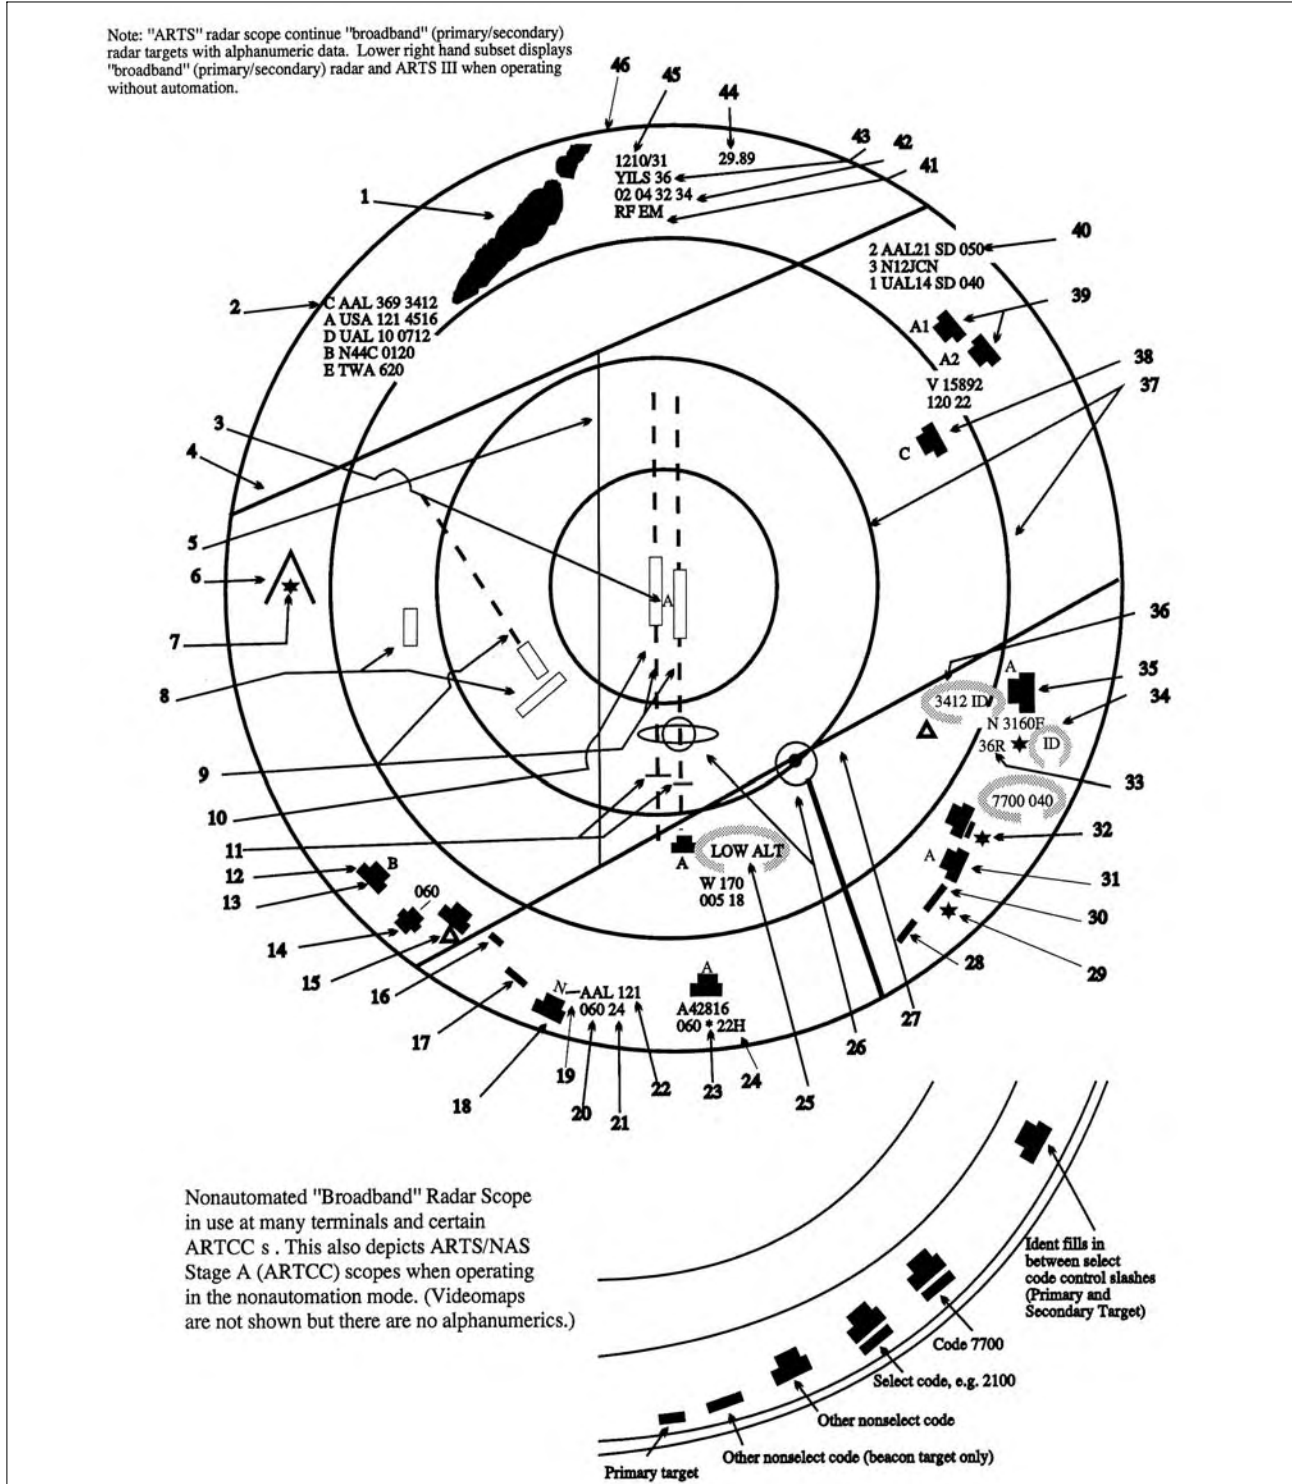 Note: "ARTS" radar scope continue "broadband" (primary/secondary)
radar targets with alphanumeric data. Lower right hand subset displays
"broadband" (primary/secondary) radar and ARTS III when operating
without automation.
46
45
44
43
42
41
1210/31
29.89
YILS 36
02 04 32 34
RF EM
1
40
2 AAL21 SD 050
3 N12JCN
1 UAL14 SD 040
2
C AAL 369 3412
A USA 121 4516
D UAL 10 0712
B N44C 0120
E TWA 620
39
A1
A2
38
37
V 15892
120 22
C
3
4
5
6
A
7
36
8
A
35
3412 ID
34
N 3160F
36R
ID
9
33
10
7700 040
11
32
12
B
A
LOW ALT
A
31
13
060
W 170
005 18
30
14
15
28
29
16
A
N
AAL 121
060 24
A42816
060 * 22H
17
27
26
18
19
20
21
22
23
24
25
Nonautomated "Broadband" Radar Scope
in use at many terminals and certain
ARTCC s . This also depicts ARTS/NAS
Stage A (ARTCC) scopes when operating
in the nonautomation mode. (Videomaps
are not shown but there are no alphanumerics.)
Ident fills in
between select
code control slashes
(Primary and
Secondary Target)
Code 7700
Select code, e.g. 2100
Other nonselect code
Other nonselect code (beacon target only)
Primary target